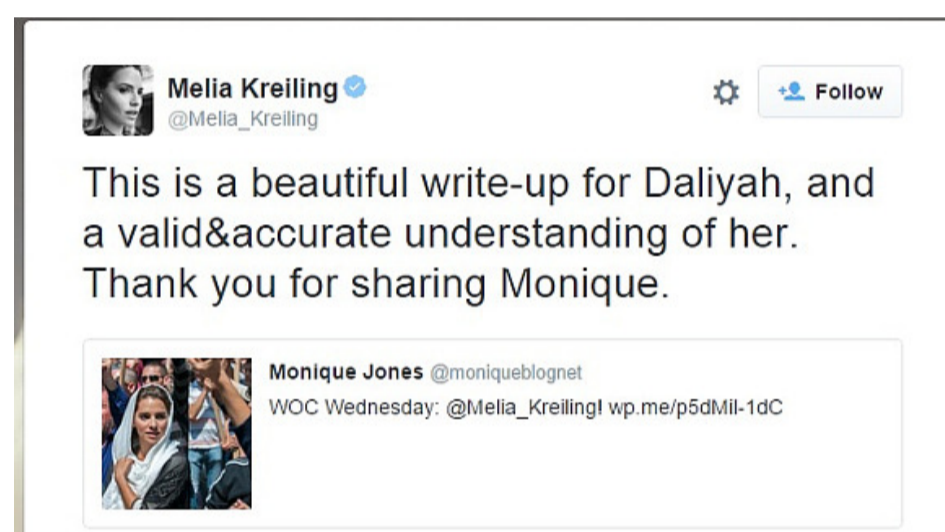 Melia Kreiling
@Melia_Kreiling
Follow
This is a beautiful write-up for Daliyah, and
a valid&accurate understanding of her.
Thank you for sharing Monique.
Monique Jones @moniqueblognet
WOC Wednesday: @Melia_Kreiling! wp.me/p5dMil-1dC